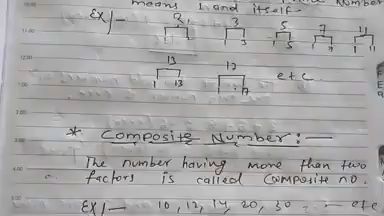 means 1 and itself.
Ex)— 2, 3 5 7 11
1 3 1 5 1 7 1 11
13 17
1 13 1 17 etc
* Composite Number:—
The number having more than two
factors is called composite no.
Ex)— 10, 12, 14, 20, 30 - - etc